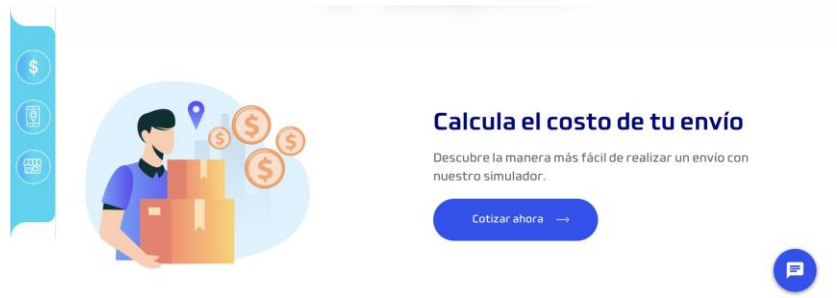 Calcula el costo de tu envío
Descubre la manera más fácil de realizar un envío con
nuestro simulador.
Cotizar ahora →